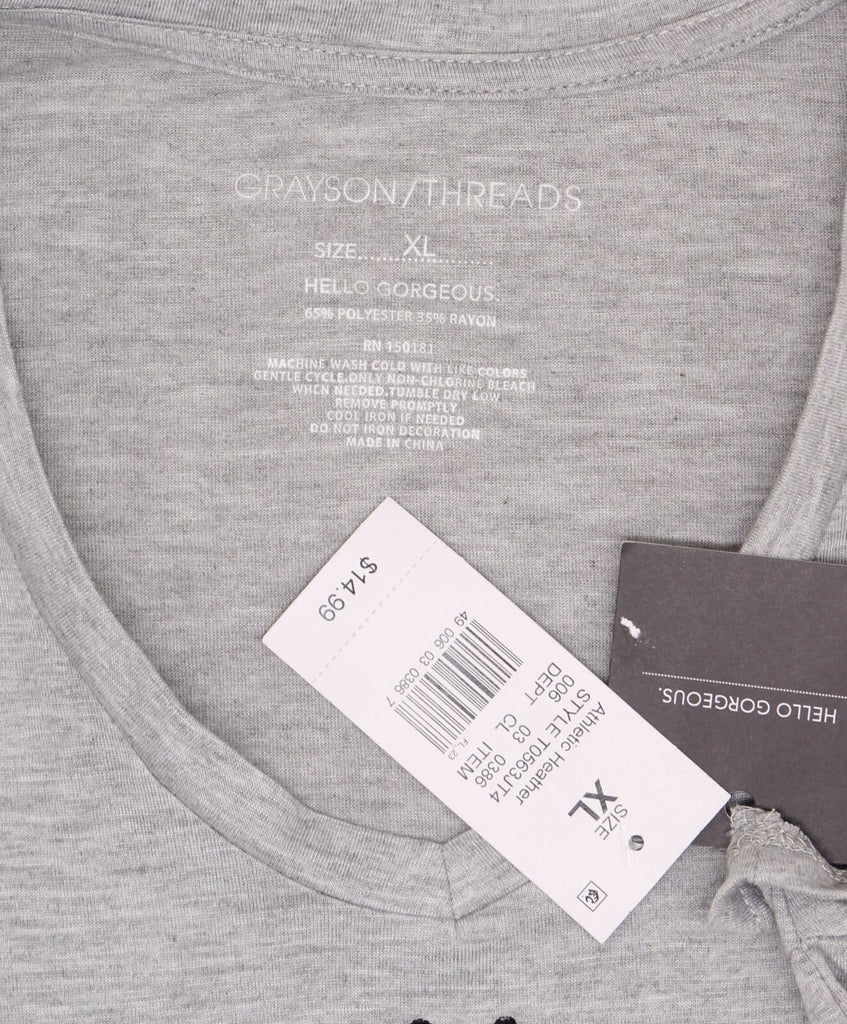 GRAYSON/THREADS
SIZE......XL......
HELLO GORGEOUS.
65% POLYESTER 35% RAYON
RN 150181
MACHINE WASH COLD WITH LIKE COLORS
GENTLE CYCLE.ONLY NON-CHLORINE BLEACH
WHEN NEEDED.TUMBLE DRY LOW
REMOVE PROMPTLY
COOL IRON IF NEEDED
DO NOT IRON DECORATION
MADE IN CHINA
SIZE
XL
Athletic Heather
STYLE T0563JT4
DEPT CL ITEM
006 03 0386
FL 23
49 006 03 0386 7
$14.99
HELLO GORGEOUS.